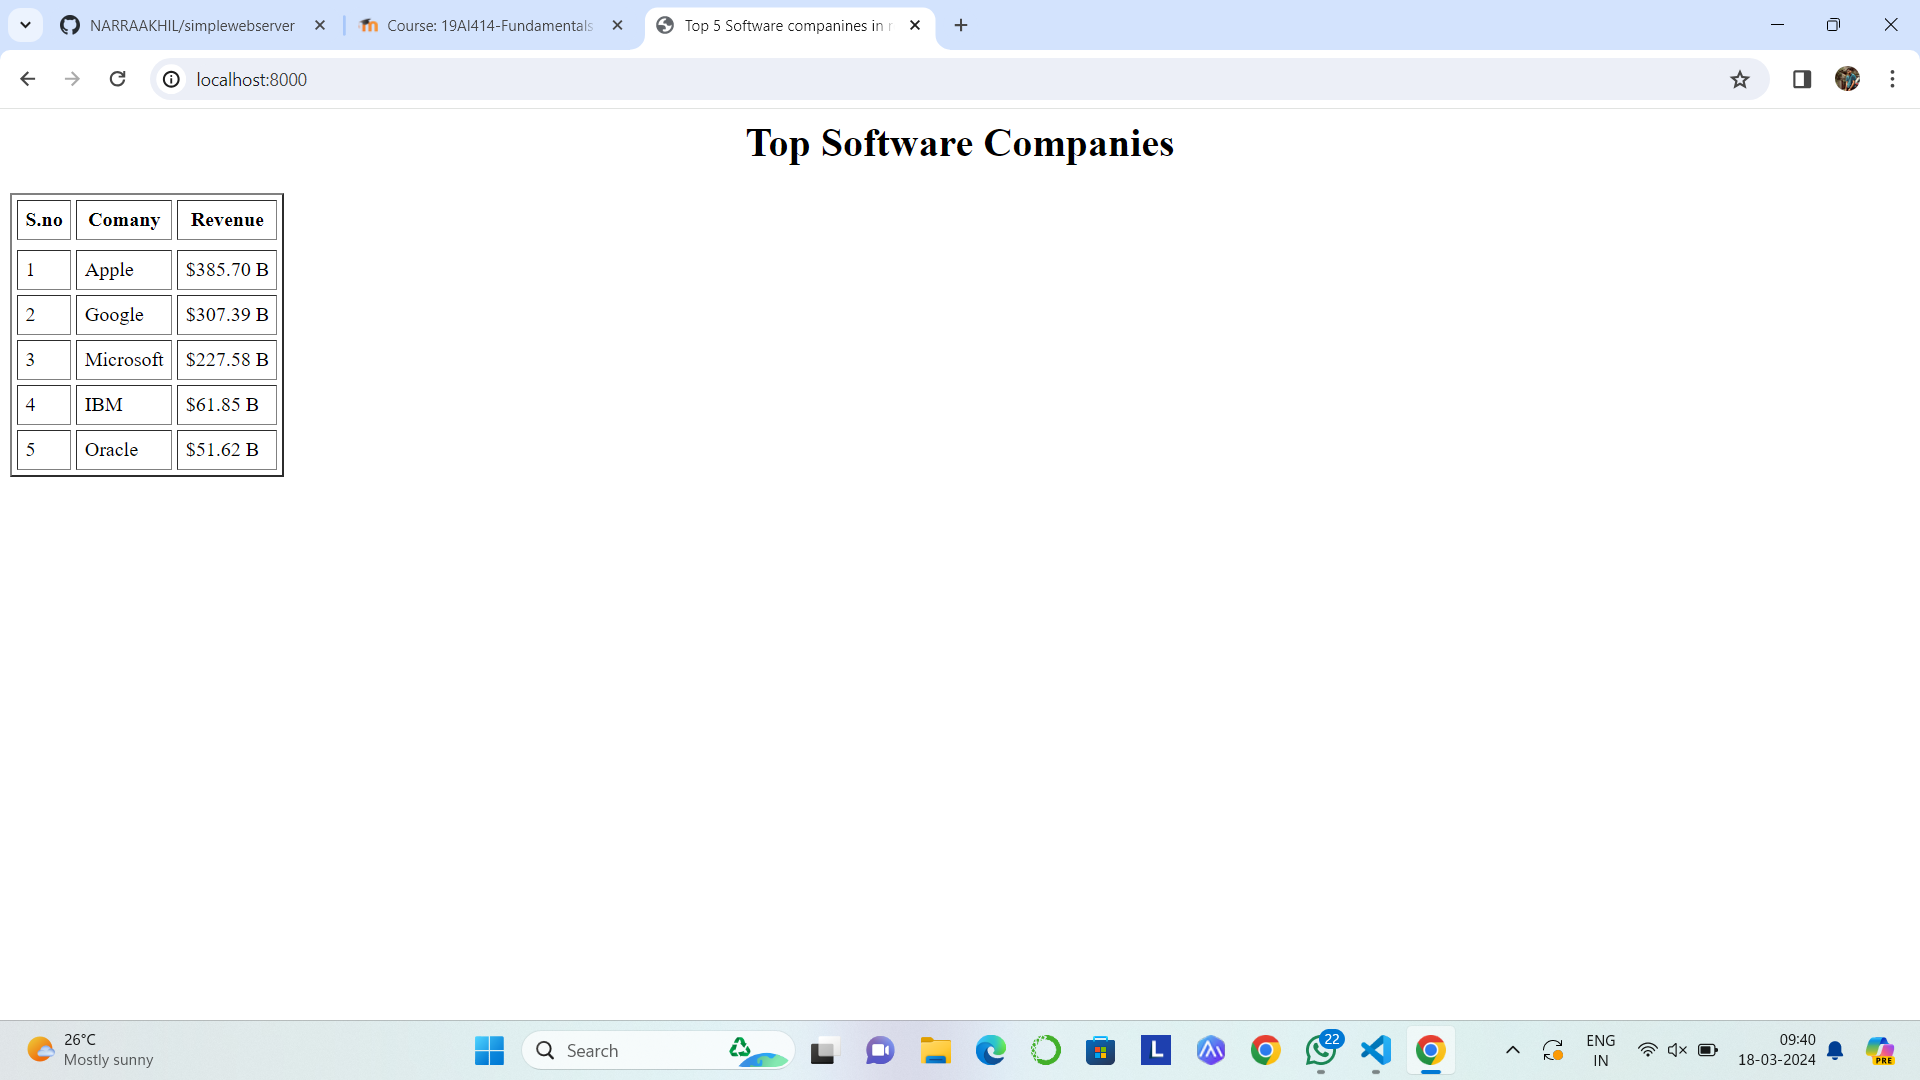 NARRAAKHIL/simplewebserver
Course: 19AI414-Fundamentals
Top 5 Software companines in r
localhost:8000
Top Software Companies
S.no Comany Revenue
1 Apple $385.70 B
2 Google $307.39 B
3 Microsoft $227.58 B
4 IBM $61.85 B
5 Oracle $51.62 B
26°C
Mostly sunny
Search
L
22
ENG
IN
09:40
18-03-2024
PRE